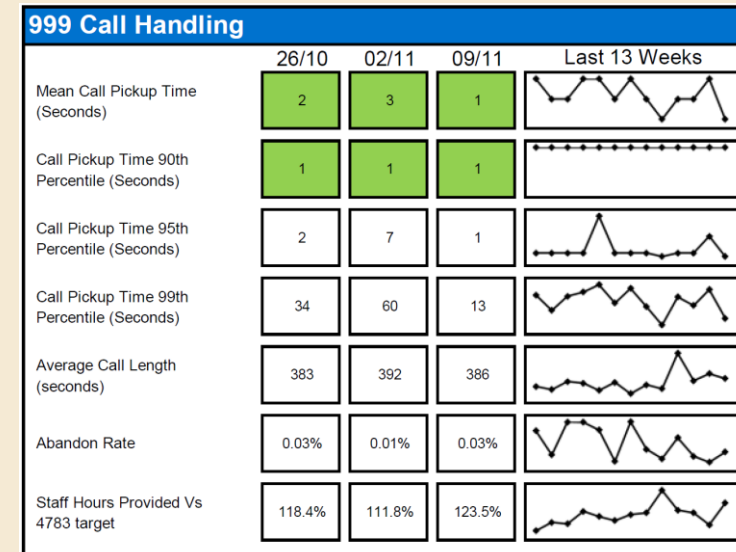 999 Call Handling
26/10 02/11 09/11 Last 13 Weeks
Mean Call Pickup Time
(Seconds)
2 3 1
Call Pickup Time 90th
Percentile (Seconds)
1 1 1
Call Pickup Time 95th
Percentile (Seconds)
2 7 1
Call Pickup Time 99th
Percentile (Seconds)
34 60 13
Average Call Length
(seconds)
383 392 386
Abandon Rate
0.03% 0.01% 0.03%
Staff Hours Provided Vs
4783 target
118.4% 111.8% 123.5%